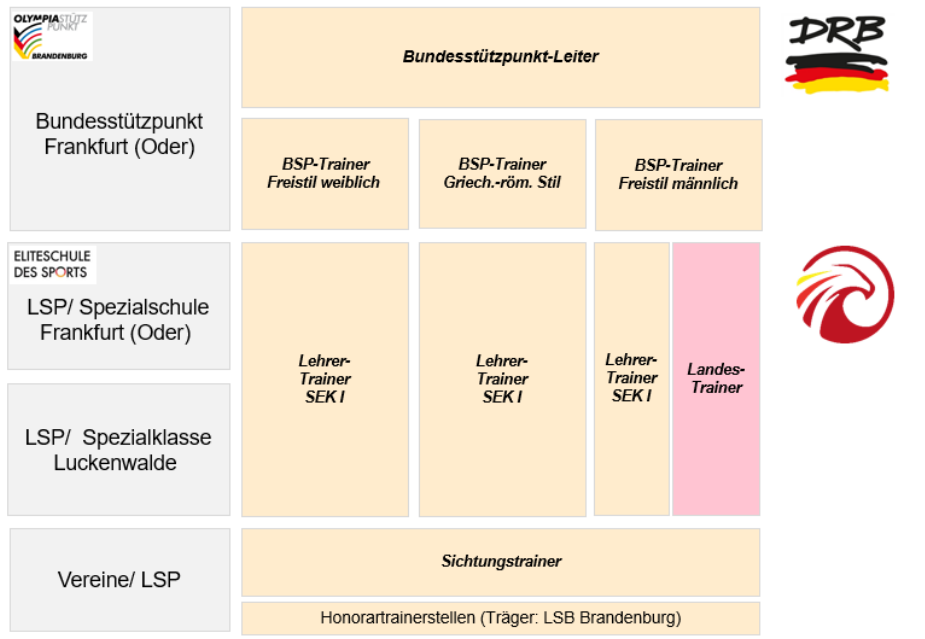 OLYMPIASTÜTZ
PUNKT
BRANDENBURG
Bundesstützpunkt
Frankfurt (Oder)
Bundesstützpunkt-Leiter
DRB
BSP-Trainer
Freistil weiblich
BSP-Trainer
Griech.-röm. Stil
BSP-Trainer
Freistil männlich
ELITESCHULE
DES SPORTS
LSP/ Spezialschule
Frankfurt (Oder)
LSP/ Spezialklasse
Luckenwalde
Lehrer-
Trainer
SEK I
Lehrer-
Trainer
SEK I
Lehrer-
Trainer
SEK I
Landes-
Trainer
Vereine/ LSP
Sichtungstrainer
Honorartrainerstellen (Träger: LSB Brandenburg)